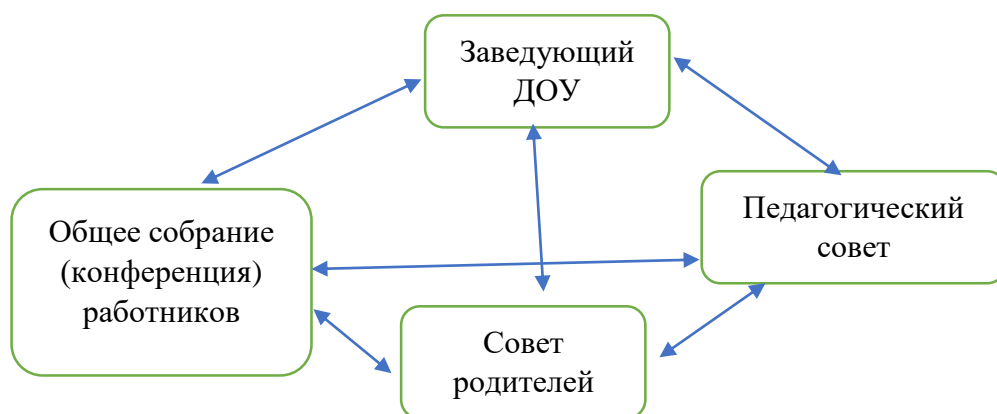 Заведующий
ДОУ
Общее собрание
(конференция)
работников
Педагогический
совет
Совет
родителей